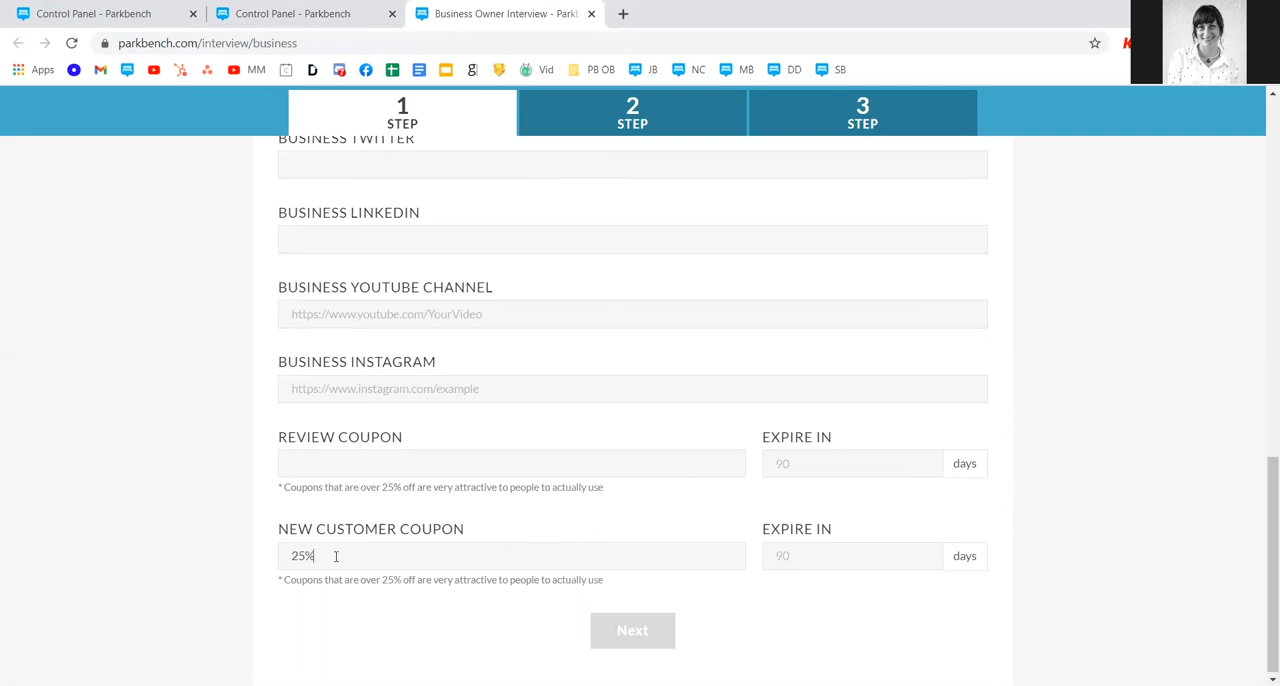 Control Panel - Parkbench
Control Panel - Parkbench
Business Owner Interview - Parkb
parkbench.com/interview/business
Apps MM Vid PB OB JB NC MB DD SB
1
STEP
2
STEP
3
STEP
BUSINESS TWITTER
BUSINESS LINKEDIN
BUSINESS YOUTUBE CHANNEL
https://www.youtube.com/YourVideo
BUSINESS INSTAGRAM
https://www.instagram.com/example
REVIEW COUPON
EXPIRE IN
90 days
* Coupons that are over 25% off are very attractive to people to actually use
NEW CUSTOMER COUPON
EXPIRE IN
25%
90 days
* Coupons that are over 25% off are very attractive to people to actually use
Next